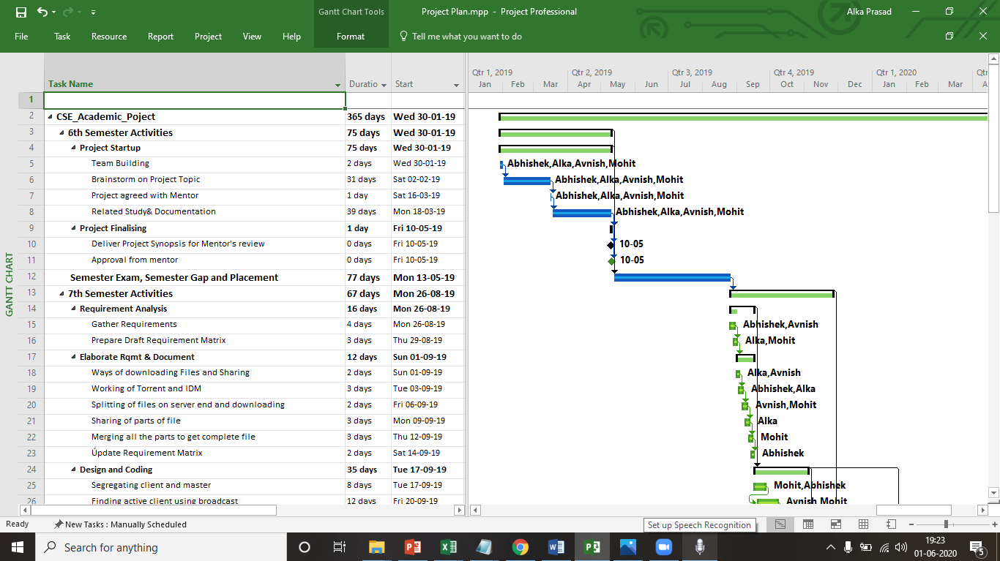 Gantt Chart Tools
Project Plan.mpp - Project Professional
Alka Prasad
File Task Resource Report Project View Help Format Tell me what you want to do
Qtr 1, 2019 Qtr 2, 2019 Qtr 3, 2019 Qtr 4, 2019 Qtr 1, 2020 Qtr
Task Name Duratio Start Jan Feb Mar Apr May Jun Jul Aug Sep Oct Nov Dec Jan Feb Mar A
1
2 CSE_Academic_Poject 365 days Wed 30-01-19
3 6th Semester Activities 75 days Wed 30-01-19
4 Project Startup 75 days Wed 30-01-19
5 Team Building 2 days Wed 30-01-19 Abhishek,Alka,Avnish,Mohit
6 Brainstorm on Project Topic 31 days Sat 02-02-19 Abhishek,Alka,Avnish,Mohit
7 Project agreed with Mentor 1 day Sat 16-03-19 Abhishek,Alka,Avnish,Mohit
8 Related Study& Documentation 39 days Mon 18-03-19 Abhishek,Alka,Avnish,Mohit
9 Project Finalising 1 day Fri 10-05-19
10 Deliver Project Synopsis for Mentor's review 0 days Fri 10-05-19 10-05
11 Approval from mentor 0 days Fri 10-05-19 10-05
12 Semester Exam, Semester Gap and Placement 77 days Mon 13-05-19
13 7th Semester Activities 67 days Mon 26-08-19
14 Requirement Analysis 16 days Mon 26-08-19
15 Gather Requirements 4 days Mon 26-08-19 Abhishek,Avnish
16 Prepare Draft Requirement Matrix 3 days Thu 29-08-19 Alka,Mohit
17 Elaborate Rqmt & Document 12 days Sun 01-09-19
18 Ways of downloading Files and Sharing 2 days Sun 01-09-19 Alka,Avnish
19 Working of Torrent and IDM 3 days Tue 03-09-19 Abhishek,Alka
20 Splitting of files on server end and downloading 2 days Fri 06-09-19 Avnish,Mohit
21 Sharing of parts of file 3 days Mon 09-09-19 Alka
22 Merging all the parts to get complete file 3 days Thu 12-09-19 Mohit
23 Úpdate Requirement Matrix 2 days Sat 14-09-19 Abhishek
24 Design and Coding 35 days Tue 17-09-19
25 Segregating client and master 8 days Tue 17-09-19 Mohit,Abhishek
26 Finding active client using broadcast 12 days Fri 20-09-19 Avnish,Mohit
GANTT CHART
Ready New Tasks : Manually Scheduled
Set up Speech Recognition
Search for anything
19:23
01-06-2020
5